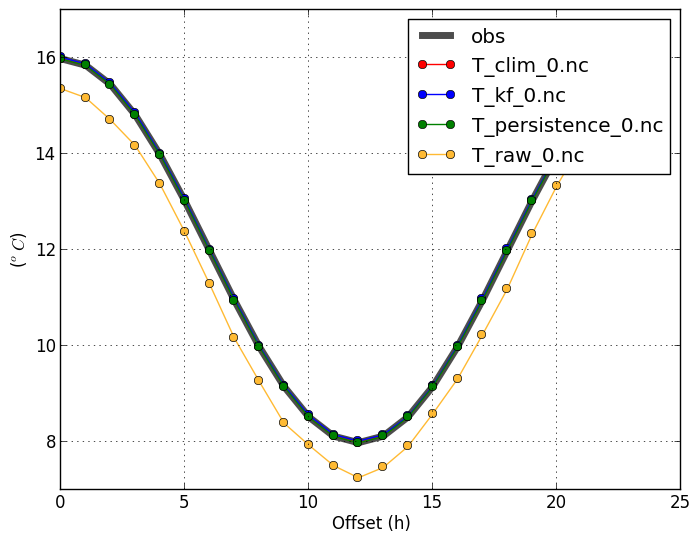 16
14
12
10
8
(° C)
0
5
10
15
20
25
Offset (h)
obs
T_clim_0.nc
T_kf_0.nc
T_persistence_0.nc
T_raw_0.nc